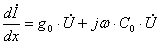 dİ/dx = g₀ · U̇ + jω · C₀ · U̇